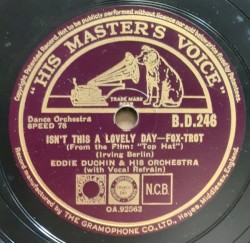 "HIS MASTER'S VOICE"
TRADE MARK
Dance Orchestra
SPEED 78
B.D.246
ISN'T THIS A LOVELY DAY—FOX-TROT
(From the Film: "Top Hat")
(Irving Berlin)
EDDIE DUCHIN & HIS ORCHESTRA
(with Vocal Refrain)
N.C.B.
OA.92562
THE GRAMOPHONE CO., LTD., Hayes, Middlesex, England